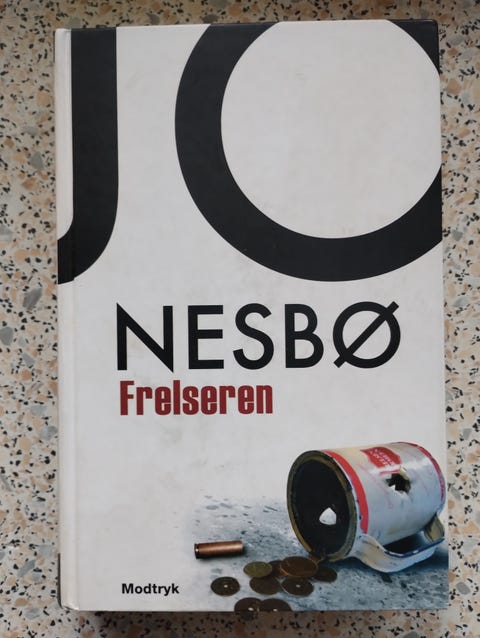 JO
NESBØ
Frelseren
Modtryk